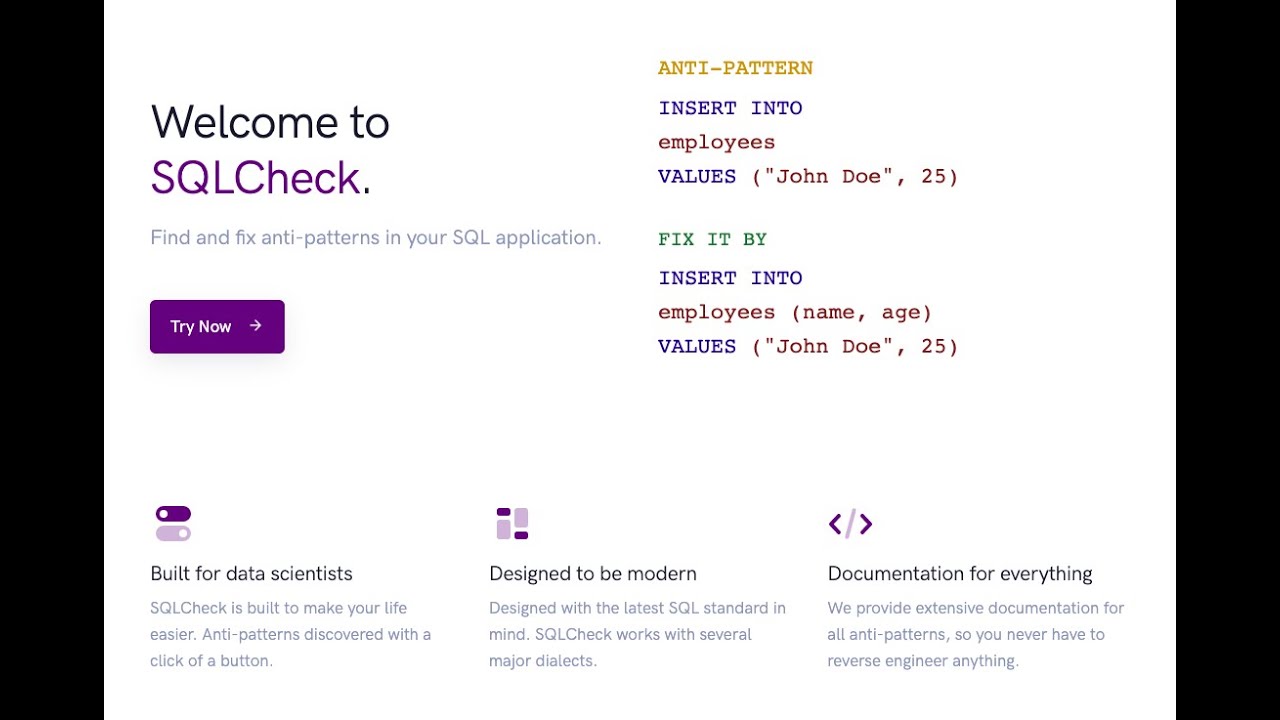 Welcome to
SQLCheck.
Find and fix anti-patterns in your SQL application.
Try Now →
ANTI-PATTERN
INSERT INTO
employees
VALUES ("John Doe", 25)
FIX IT BY
INSERT INTO
employees (name, age)
VALUES ("John Doe", 25)
Built for data scientists
SQLCheck is built to make your life
easier. Anti-patterns discovered with a
click of a button.
Designed to be modern
Designed with the latest SQL standard in
mind. SQLCheck works with several
major dialects.
Documentation for everything
We provide extensive documentation for
all anti-patterns, so you never have to
reverse engineer anything.